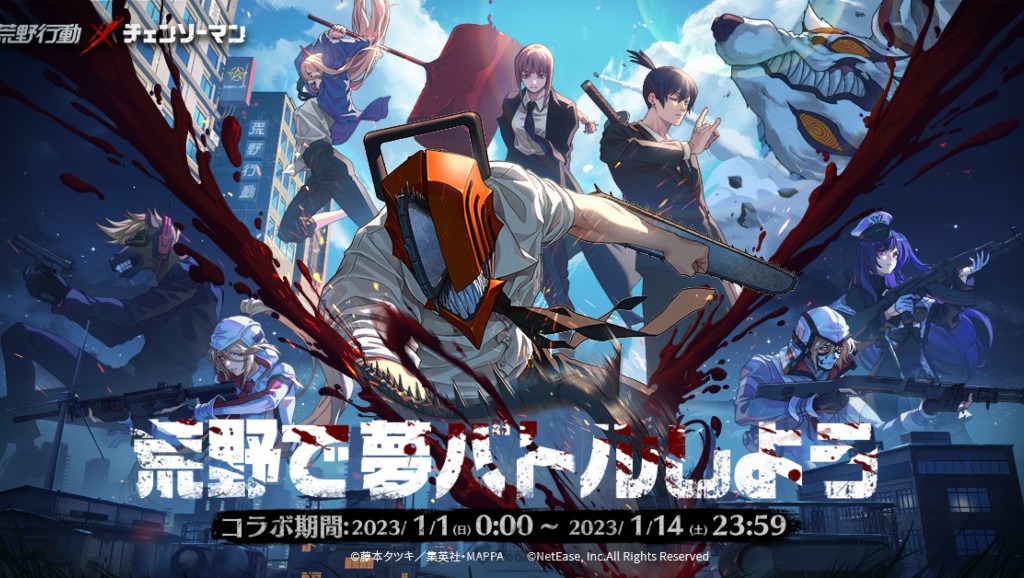 荒野行動 × チェンソーマン
荒野行動
荒野で夢バトルしよう
コラボ期間:2023/ 1/1(日) 0:00 ~ 2023/ 1/14 (土) 23:59
©藤本タツキ/集英社・MAPPA ©NetEase, Inc.All Rights Reserved